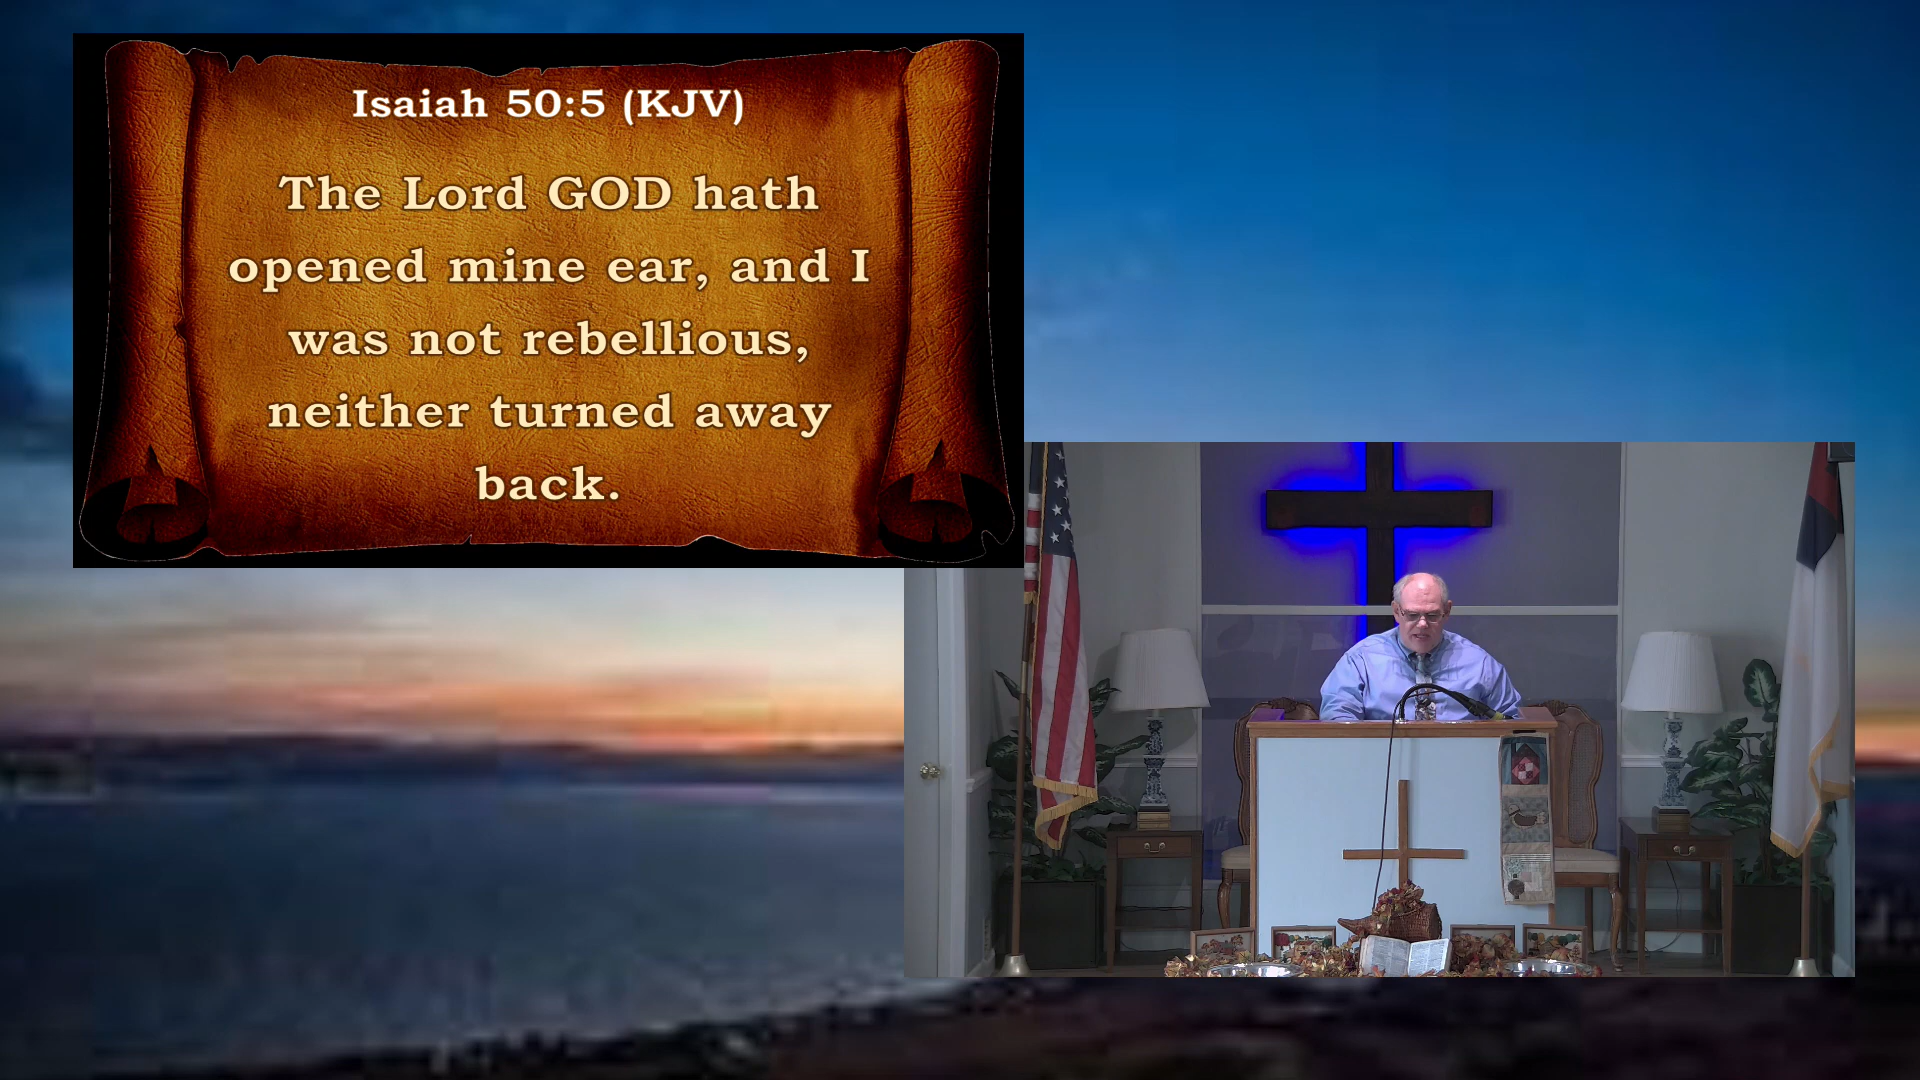 Isaiah 50:5 (KJV)
The Lord GOD hath
opened mine ear, and I
was not rebellious,
neither turned away
back.